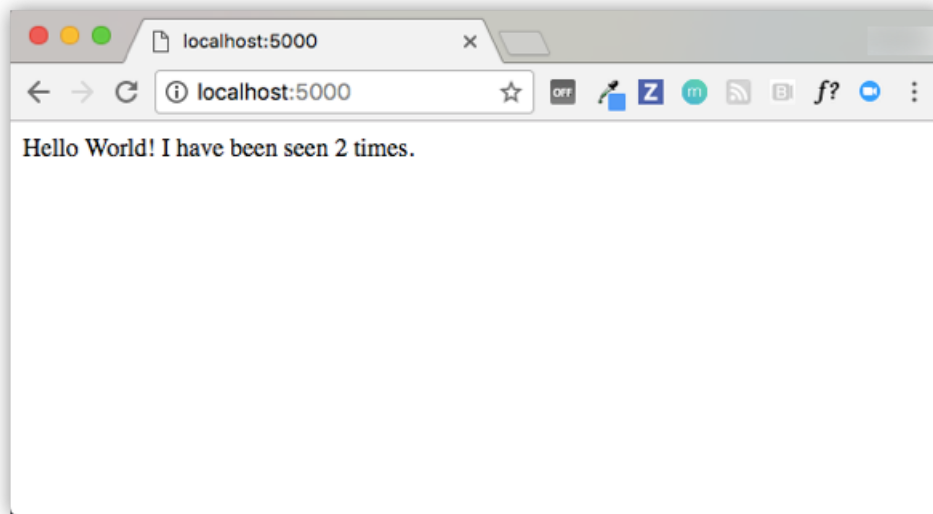 localhost:5000
localhost:5000
OFF
Z
m
B
f?
Hello World! I have been seen 2 times.